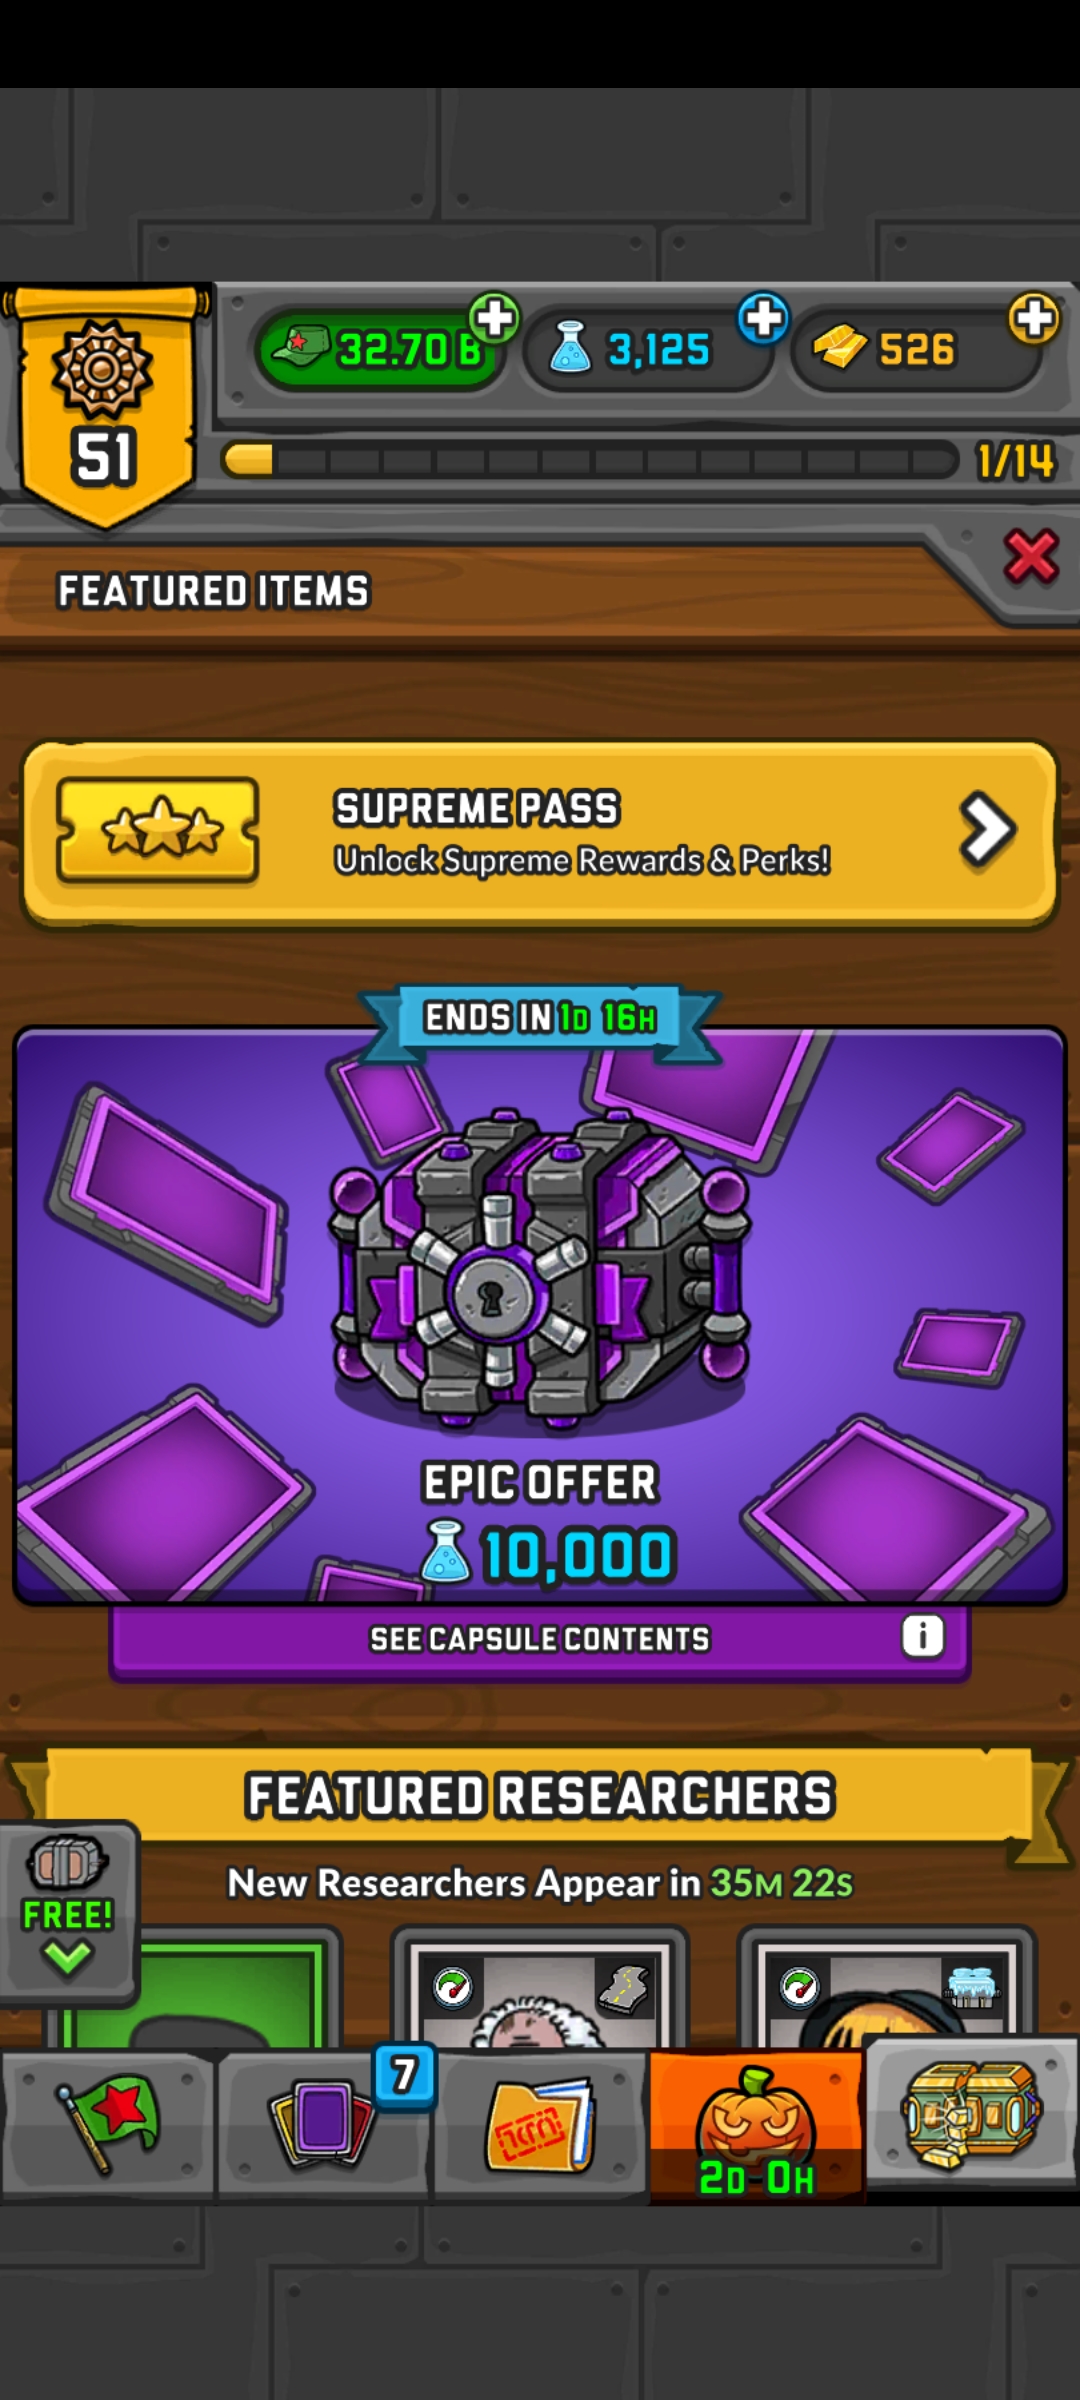 32.70 B
3,125
526
51
1/14
FEATURED ITEMS
SUPREME PASS
Unlock Supreme Rewards & Perks!
ENDS IN 1D 16H
EPIC OFFER
10,000
SEE CAPSULE CONTENTS
i
FEATURED RESEARCHERS
New Researchers Appear in 35M 22S
FREE!
7
2D 0H